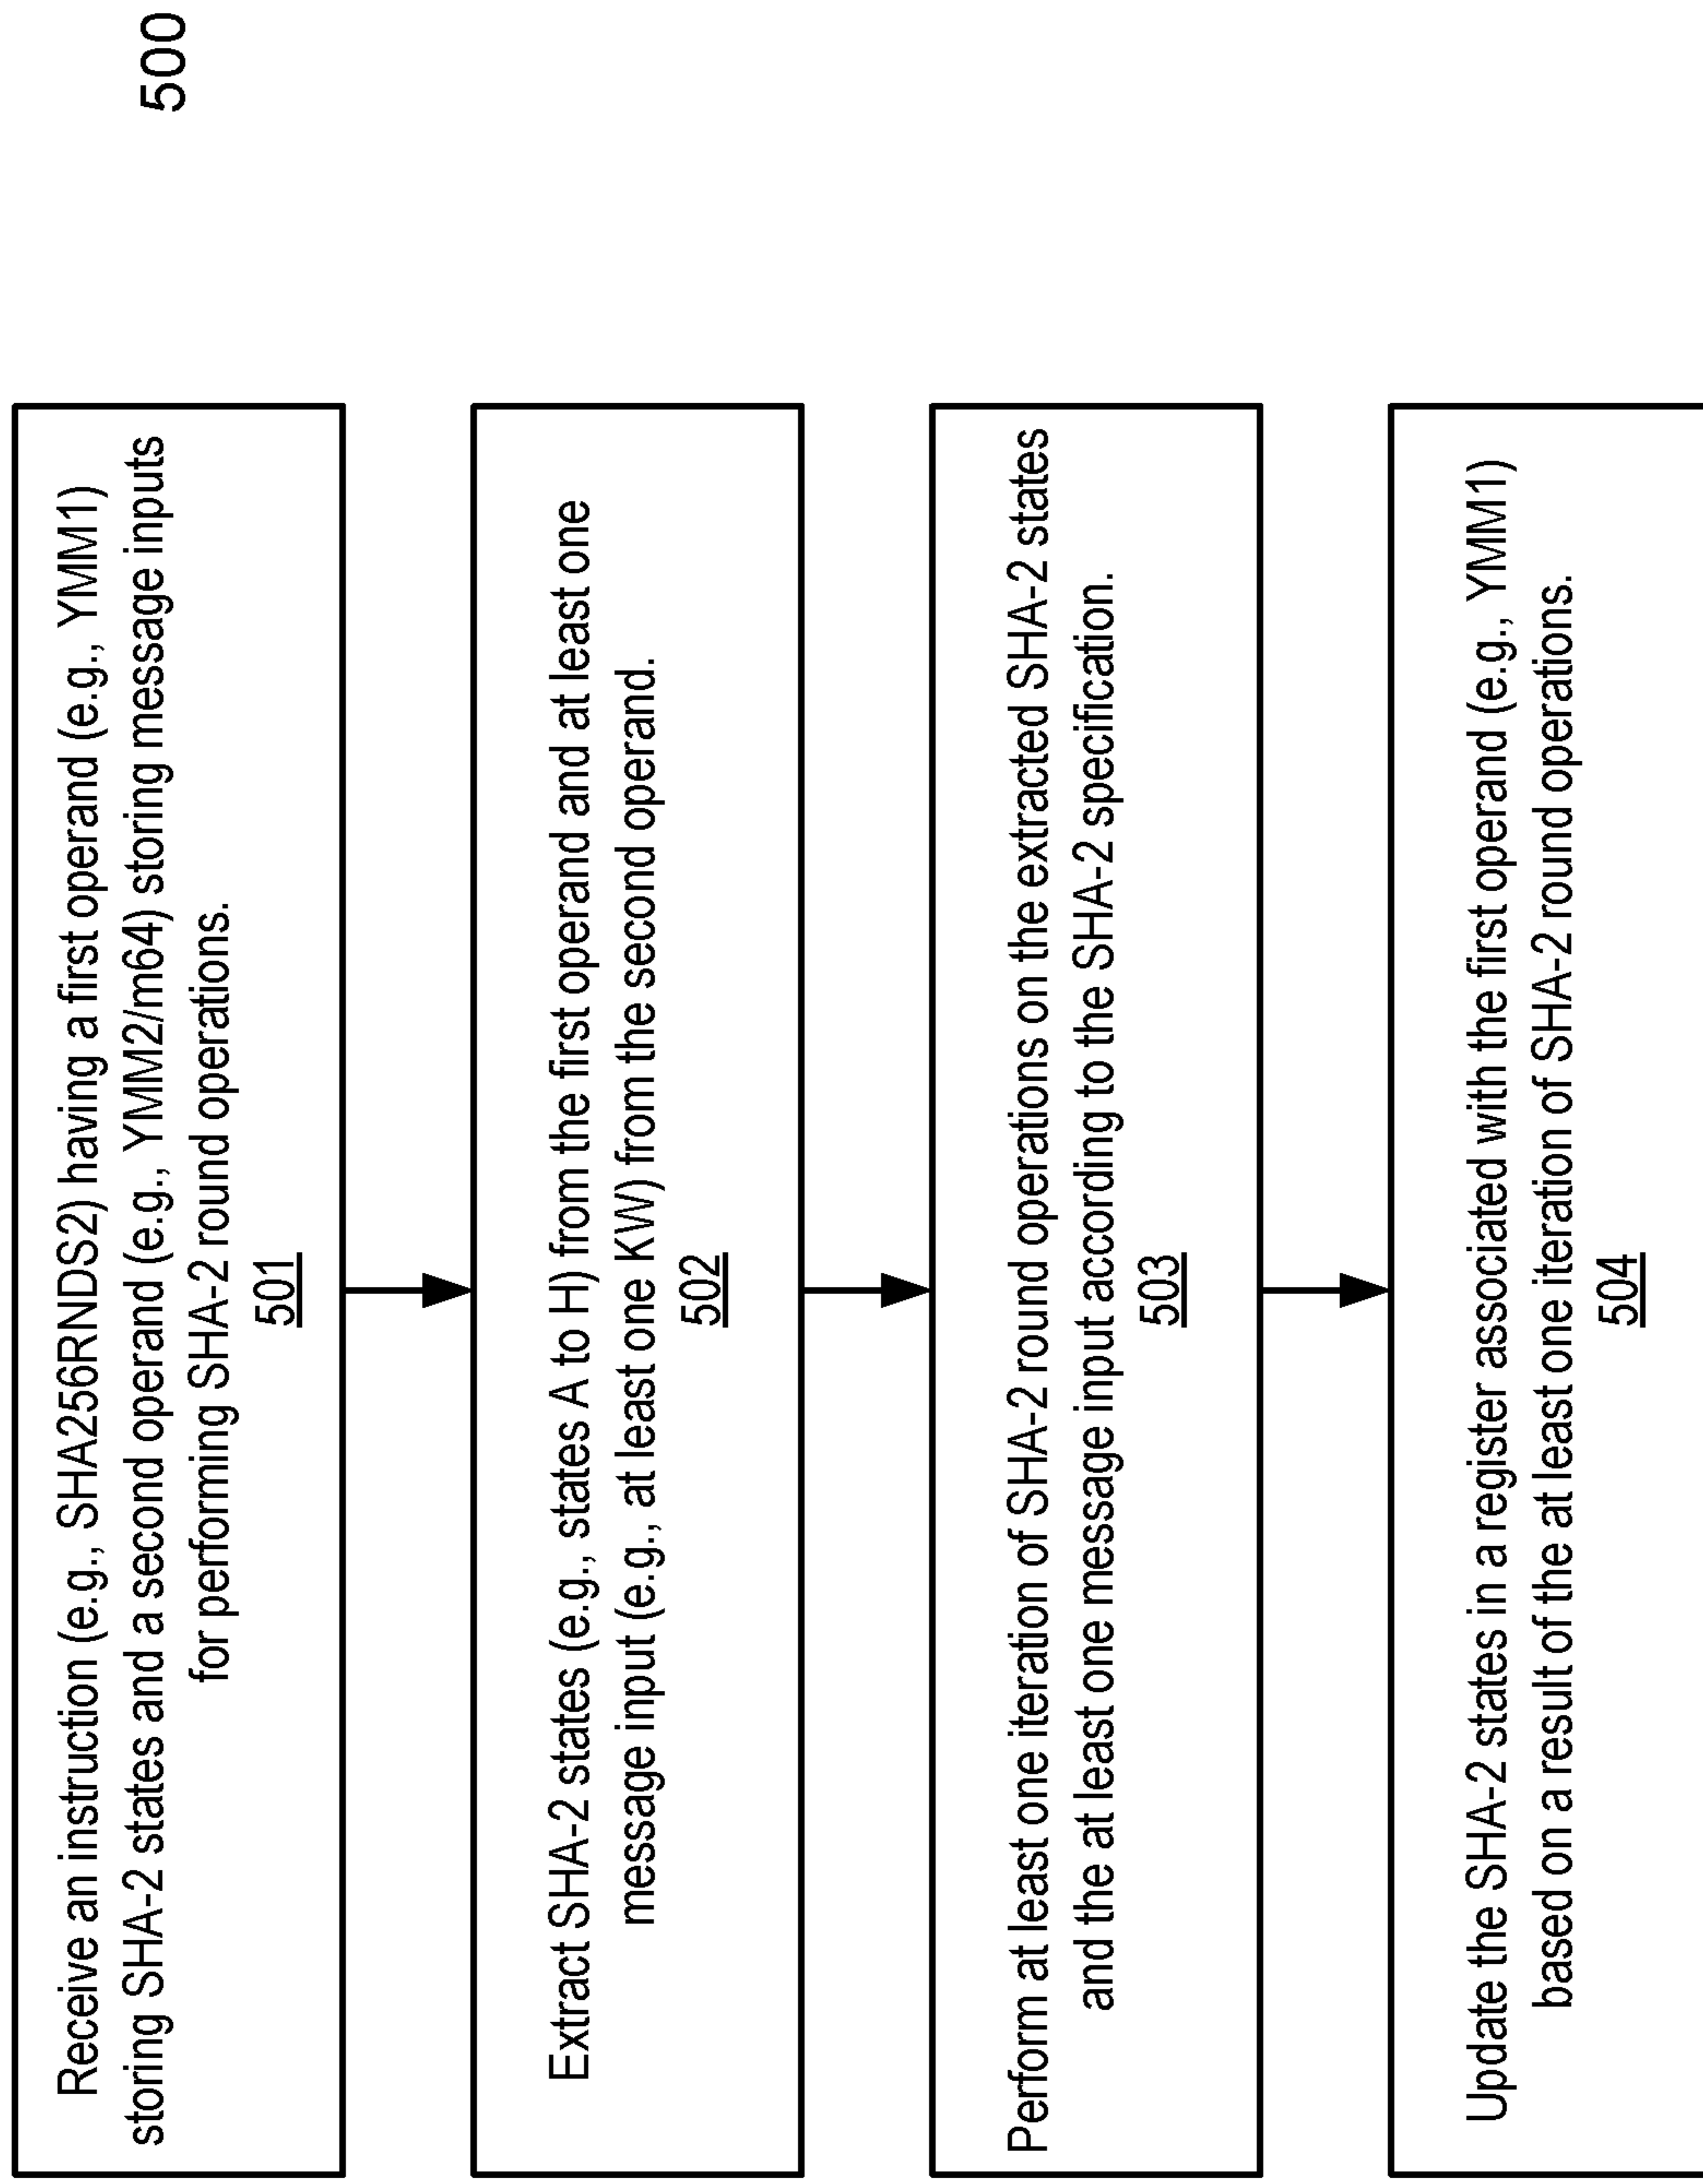 500
Receive an instruction (e.g., SHA256RNDS2) having a first operand (e.g., YMM1)
storing SHA-2 states and a second operand (e.g., YMM2/m64) storing message inputs
for performing SHA-2 round operations.
501
Extract SHA-2 states (e.g., states A to H) from the first operand and at least one
message input (e.g., at least one KW) from the second operand.
502
Perform at least one iteration of SHA-2 round operations on the extracted SHA-2 states
and the at least one message input according to the SHA-2 specification.
503
Update the SHA-2 states in a register associated with the first operand (e.g., YMM1)
based on a result of the at least one iteration of SHA-2 round operations.
504